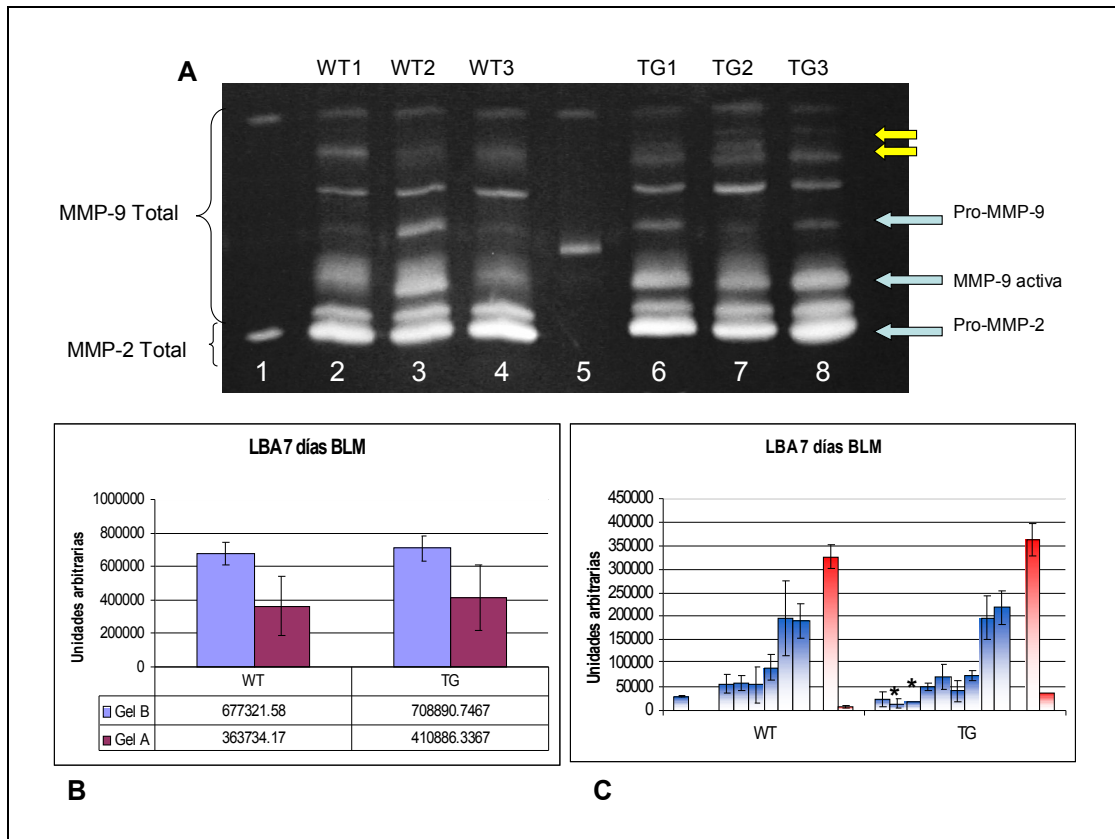 A
WT1 WT2 WT3 TG1 TG2 TG3
MMP-9 Total
Pro-MMP-9
MMP-9 activa
Pro-MMP-2
MMP-2 Total
1 2 3 4 5 6 7 8
LBA7 días BLM
Unidades arbitrarias
1000000
800000
600000
400000
200000
0
WT TG
Gel B 677321.58 708890.7467
Gel A 363734.17 410886.3367
B
LBA7 días BLM
Unidades arbitrarias
450000
400000
350000
300000
250000
200000
150000
100000
50000
0
* *
WT TG
C